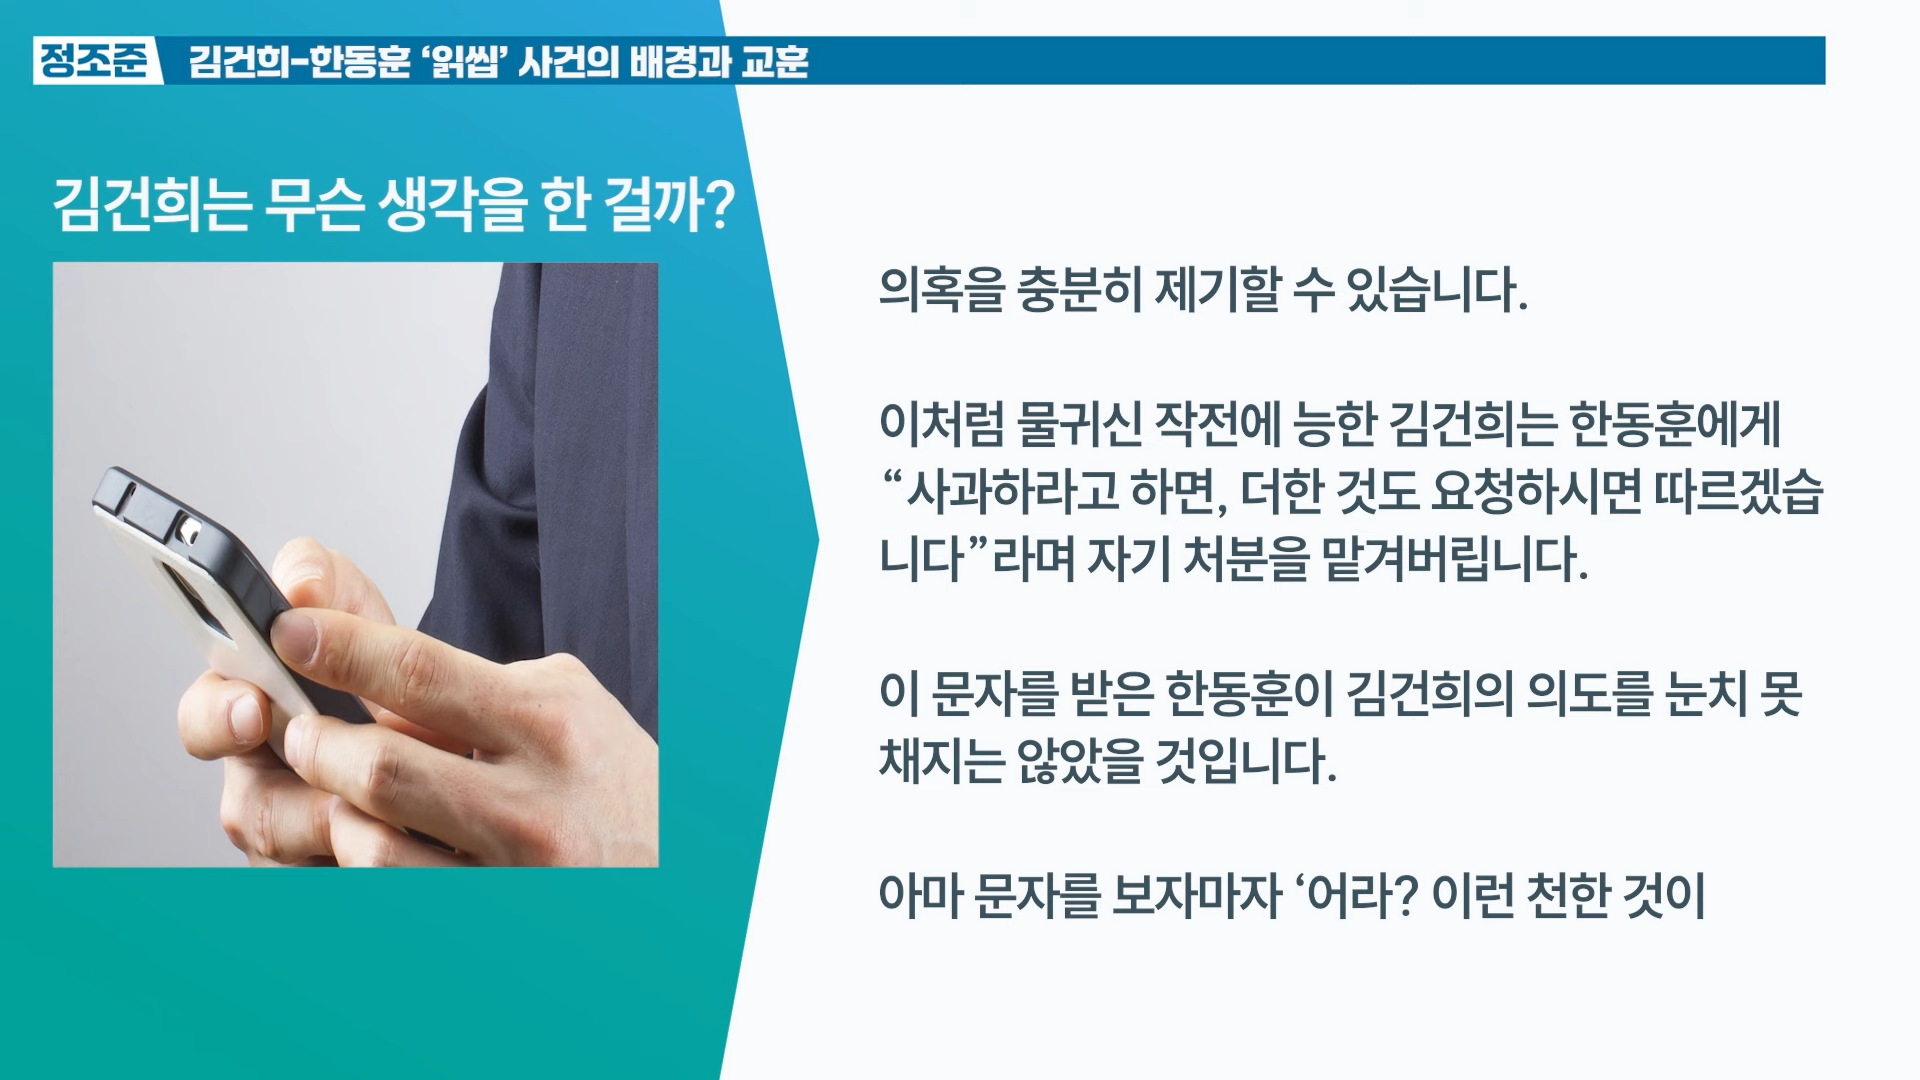 정조준 김건희-한동훈 ‘읽씹’ 사건의 배경과 교훈
김건희는 무슨 생각을 한 걸까?
의혹을 충분히 제기할 수 있습니다.
이처럼 물귀신 작전에 능한 김건희는 한동훈에게
“사과하라고 하면, 더한 것도 요청하시면 따르겠습
니다”라며 자기 처분을 맡겨버립니다.
이 문자를 받은 한동훈이 김건희의 의도를 눈치 못
채지는 않았을 것입니다.
아마 문자를 보자마자 ‘어라? 이런 천한 것이